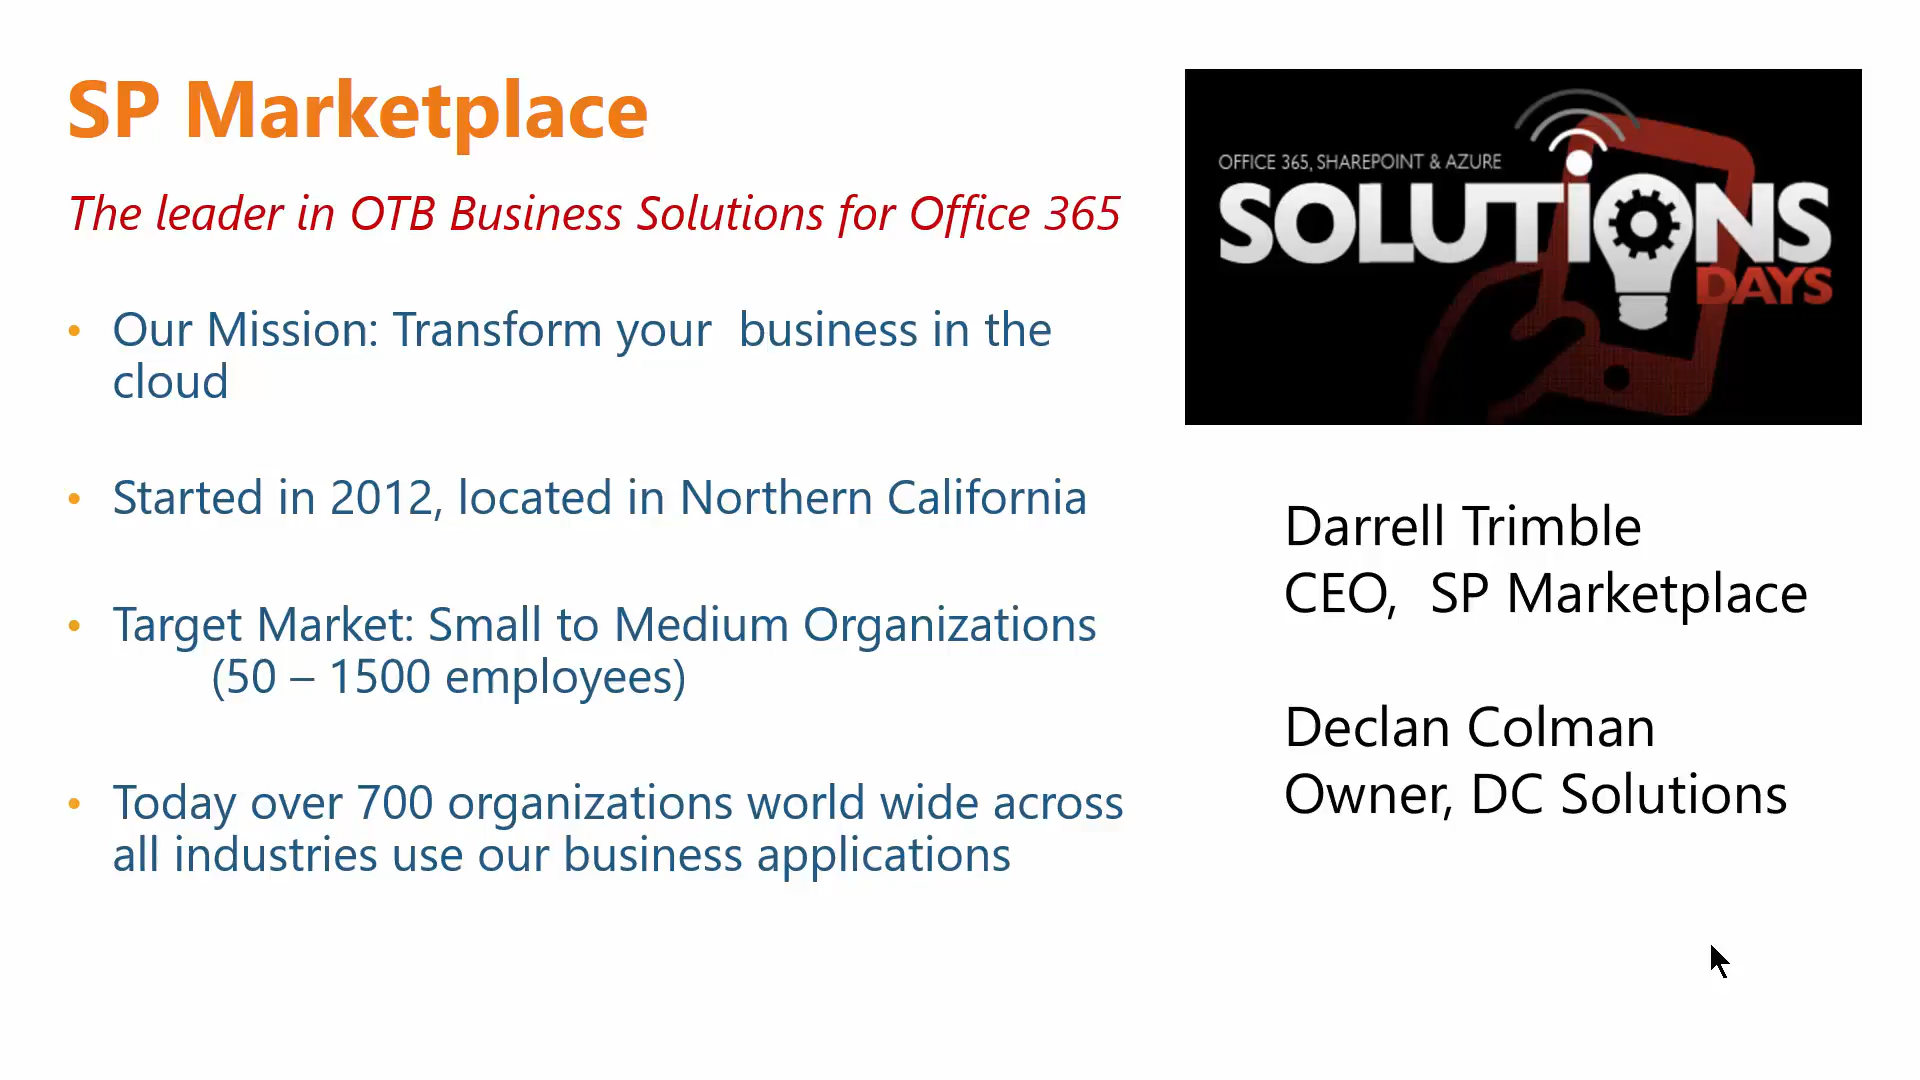 SP Marketplace
The leader in OTB Business Solutions for Office 365
• Our Mission: Transform your  business in the
cloud
• Started in 2012, located in Northern California
• Target Market: Small to Medium Organizations
(50 – 1500 employees)
• Today over 700 organizations world wide across
all industries use our business applications
OFFICE 365, SHAREPOINT & AZURE
SOLUTIONS
DAYS
Darrell Trimble
CEO,  SP Marketplace
Declan Colman
Owner, DC Solutions